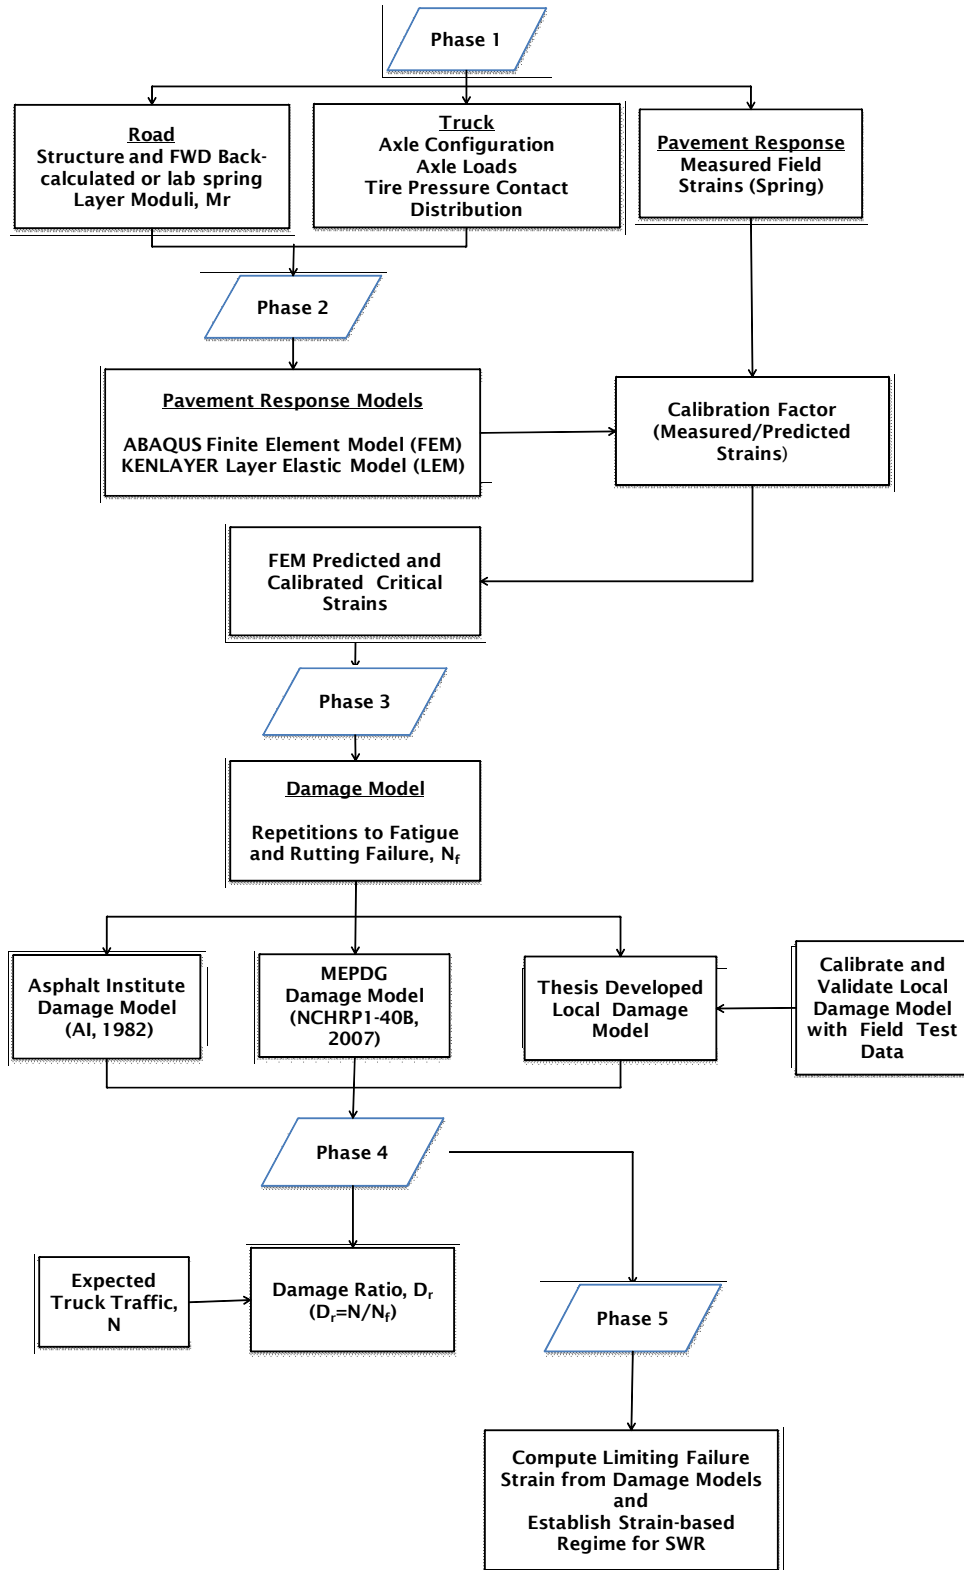 Phase 1
Road
Structure and FWD Back-
calculated or lab spring
Layer Moduli, Mr
Truck
Axle Configuration
Axle Loads
Tire Pressure Contact
Distribution
Pavement Response
Measured Field
Strains (Spring)
Phase 2
Pavement Response Models
ABAQUS Finite Element Model (FEM)
KENLAYER Layer Elastic Model (LEM)
Calibration Factor
(Measured/Predicted
Strains)
FEM Predicted and
Calibrated Critical
Strains
Phase 3
Damage Model
Repetitions to Fatigue
and Rutting Failure, Nf
Asphalt Institute
Damage Model
(AI, 1982)
MEPDG
Damage Model
(NCHRP1-40B,
2007)
Thesis Developed
Local Damage
Model
Calibrate and
Validate Local
Damage Model
with Field Test
Data
Phase 4
Expected
Truck Traffic,
N
Damage Ratio, Dr
(Dr=N/Nf)
Phase 5
Compute Limiting Failure
Strain from Damage Models
and
Establish Strain-based
Regime for SWR